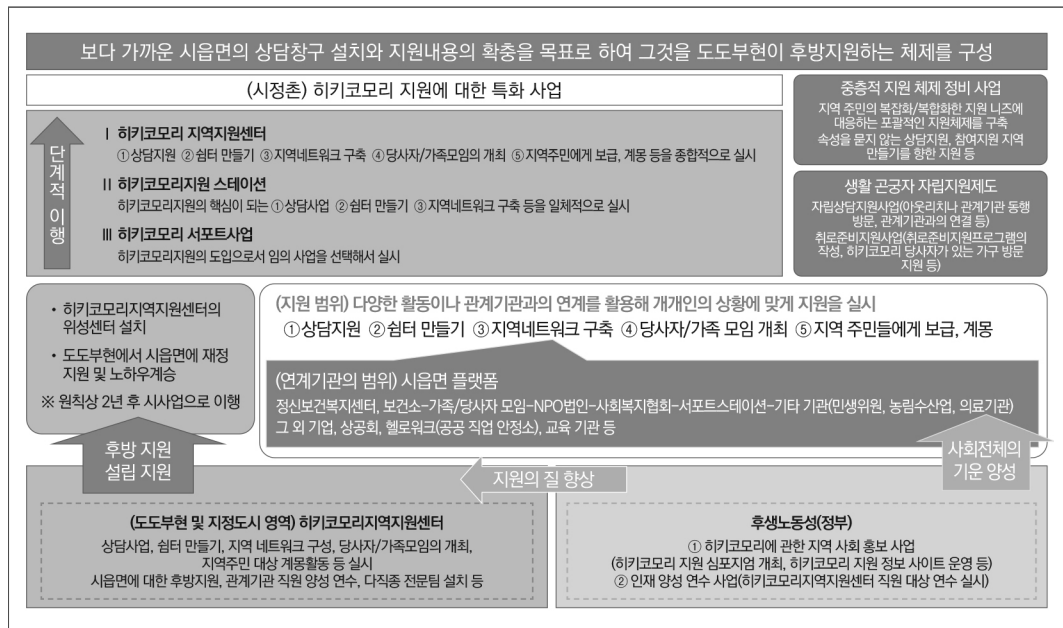 보다 가까운 시읍면의 상담창구 설치와 지원내용의 확충을 목표로 하여 그것을 도도부현이 후방지원하는 체제를 구성
(시정촌) 히키코모리 지원에 대한 특화 사업
단계적 이행
Ⅰ 히키코모리 지역지원센터
①상담지원 ②쉼터 만들기 ③지역네트워크 구축 ④당사자/가족모임의 개최 ⑤지역주민에게 보급, 계몽 등을 종합적으로 실시
Ⅱ 히키코모리지원 스테이션
히키코모리지원의 핵심이 되는 ①상담사업 ②쉼터 만들기 ③지역네트워크 구축 등을 일체적으로 실시
Ⅲ 히키코모리 서포트사업
히키코모리지원의 도입으로서 임의 사업을 선택해서 실시
중층적 지원 체제 정비 사업
지역 주민의 복잡화/복합화한 지원 니즈에
대응하는 포괄적인 지원체제를 구축
속성을 묻지 않는 상담지원, 참여지원 지역
만들기를 향한 지원 등
생활 곤궁자 자립지원제도
자립상담지원사업(아웃리치나 관계기관 동행
방문, 관계기관과의 연결 등)
취로준비지원사업(취로준비지원프로그램의
작성, 히키코모리 당사자가 있는 가구 방문
지원 등)
• 히키코모리지역지원센터의
위성센터 설치
• 도도부현에서 시읍면에 재정
지원 및 노하우계승
※ 원칙상 2년 후 시사업으로 이행
(지원 범위) 다양한 활동이나 관계기관과의 연계를 활용해 개개인의 상황에 맞게 지원을 실시
①상담지원 ②쉼터 만들기 ③지역네트워크 구축 ④당사자/가족 모임 개최 ⑤지역 주민들에게 보급, 계몽
(연계기관의 범위) 시읍면 플랫폼
정신보건복지센터, 보건소-가족/당사자 모임-NPO법인-사회복지협회-서포트스테이션-기타 기관(민생위원, 농림수산업, 의료기관)
그 외 기업, 상공회, 헬로워크(공공 직업 안정소), 교육 기관 등
후방 지원
설립 지원
지원의 질 향상
사회전체의
기운 양성
(도도부현 및 지정도시 영역) 히키코모리지역지원센터
상담사업, 쉼터 만들기, 지역 네트워크 구성, 당사자/가족모임의 개최,
지역주민 대상 계몽활동 등 실시
시읍면에 대한 후방지원, 관계기관 직원 양성 연수, 다직종 전문팀 설치 등
후생노동성(정부)
① 히키코모리에 관한 지역 사회 홍보 사업
(히키코모리 지원 심포지엄 개최, 히키코모리 지원 정보 사이트 운영 등)
② 인재 양성 연수 사업(히키코모리지역지원센터 직원 대상 연수 실시)